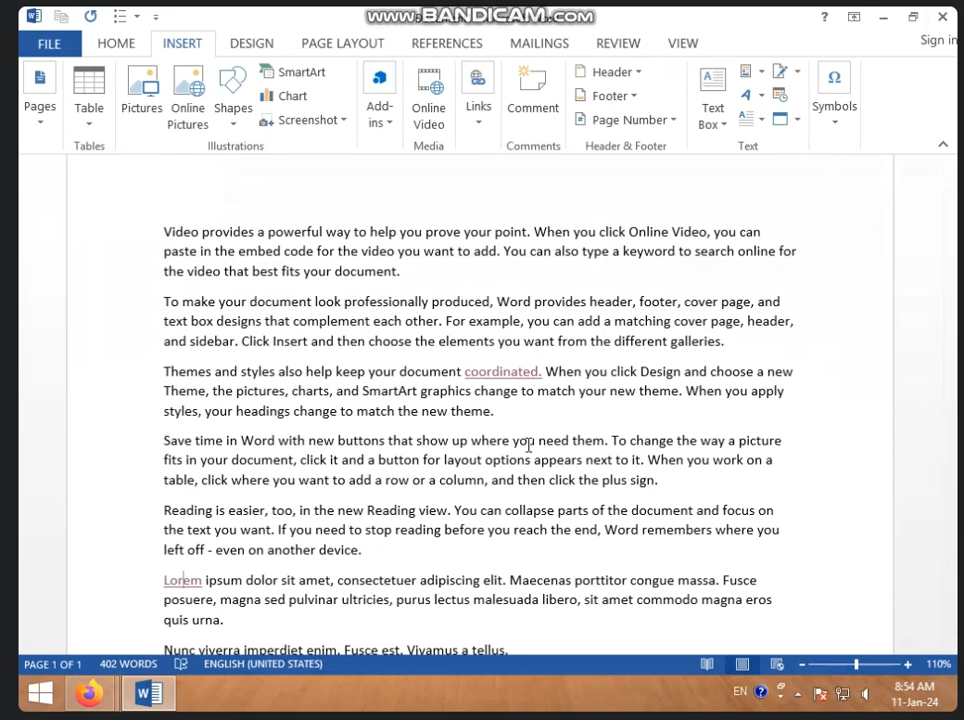 www.BANDICAM.com
FILE HOME INSERT DESIGN PAGE LAYOUT REFERENCES MAILINGS REVIEW VIEW Sign in
Pages
Table
Pictures
Online Pictures
Shapes
SmartArt
Chart
Screenshot
Add-ins
Online Video
Links
Comment
Header
Footer
Page Number
Text Box
Symbols
Tables Illustrations Media Comments Header & Footer Text
Video provides a powerful way to help you prove your point. When you click Online Video, you can
paste in the embed code for the video you want to add. You can also type a keyword to search online for
the video that best fits your document.
To make your document look professionally produced, Word provides header, footer, cover page, and
text box designs that complement each other. For example, you can add a matching cover page, header,
and sidebar. Click Insert and then choose the elements you want from the different galleries.
Themes and styles also help keep your document coordinated. When you click Design and choose a new
Theme, the pictures, charts, and SmartArt graphics change to match your new theme. When you apply
styles, your headings change to match the new theme.
Save time in Word with new buttons that show up where you need them. To change the way a picture
fits in your document, click it and a button for layout options appears next to it. When you work on a
table, click where you want to add a row or a column, and then click the plus sign.
Reading is easier, too, in the new Reading view. You can collapse parts of the document and focus on
the text you want. If you need to stop reading before you reach the end, Word remembers where you
left off - even on another device.
Lorem ipsum dolor sit amet, consectetuer adipiscing elit. Maecenas porttitor congue massa. Fusce
posuere, magna sed pulvinar ultricies, purus lectus malesuada libero, sit amet commodo magna eros
quis urna.
Nunc viverra imperdiet enim. Fusce est. Vivamus a tellus.
PAGE 1 OF 1 402 WORDS ENGLISH (UNITED STATES) 110%
EN 8:54 AM
11-Jan-24